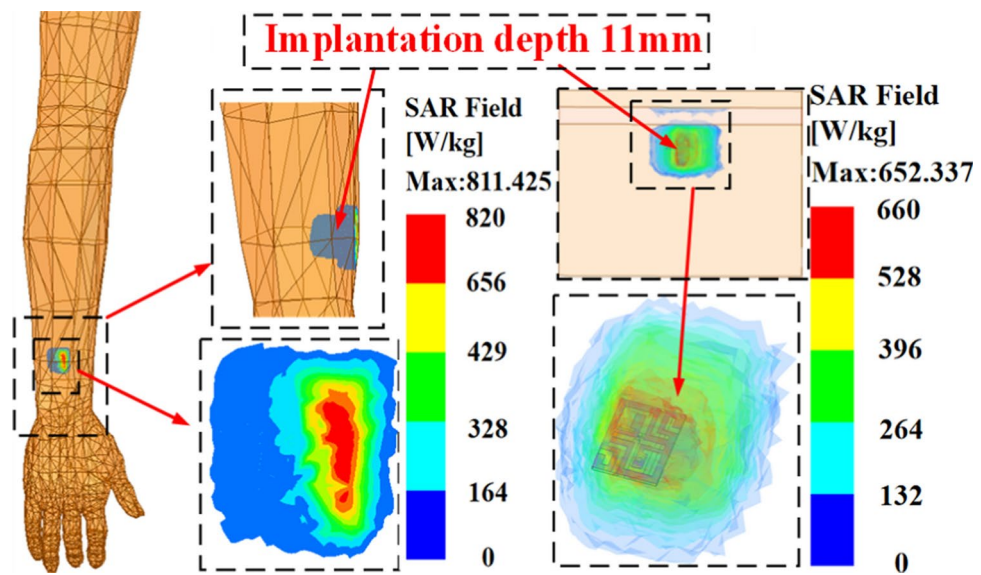 Implantation depth 11mm
SAR Field
[W/kg]
Max:811.425
820
656
429
328
164
0
SAR Field
[W/kg]
Max:652.337
660
528
396
264
132
0